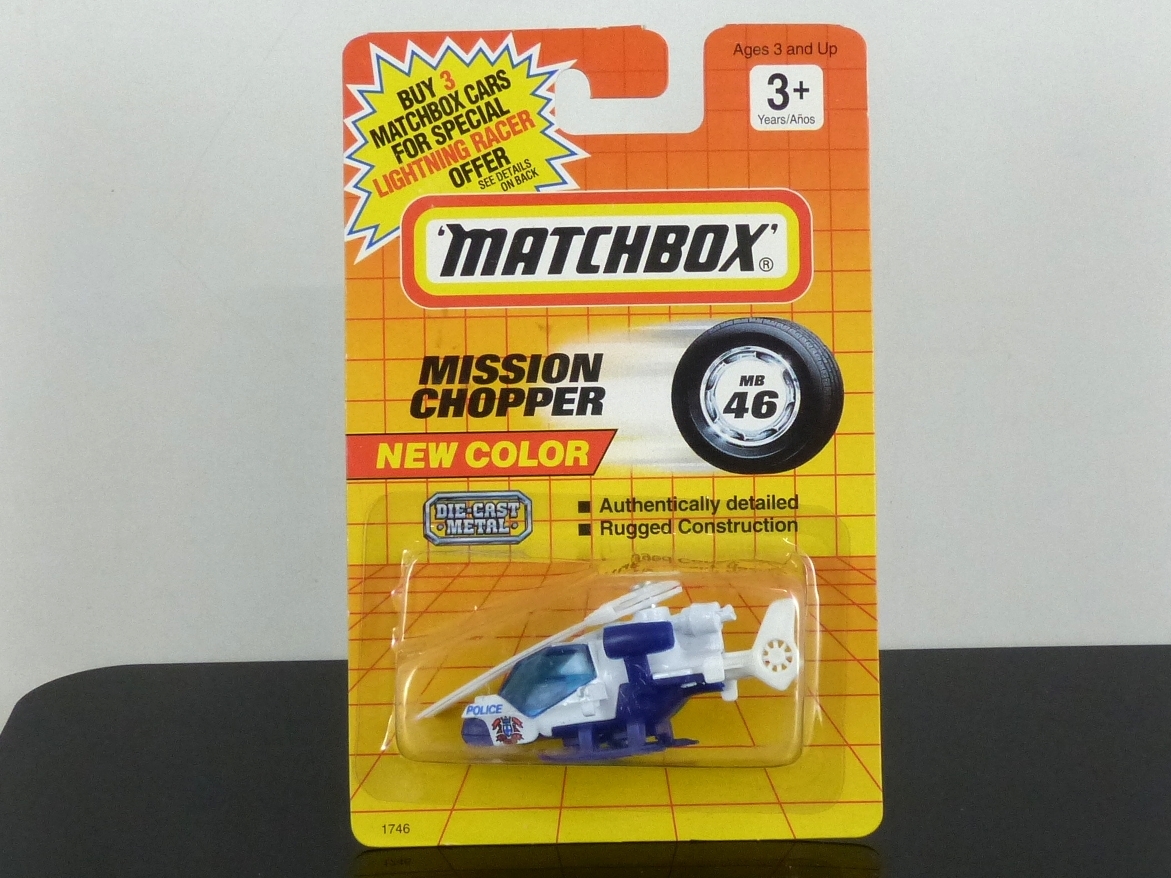 BUY 3
MATCHBOX CARS
FOR SPECIAL
LIGHTNING RACER
OFFER
SEE DETAILS
ON BACK
Ages 3 and Up
3+
Years/Años
'MATCHBOX'®
MISSION
CHOPPER
MB
46
NEW COLOR
DIE-CAST
METAL
■ Authentically detailed
■ Rugged Construction
POLICE
1746